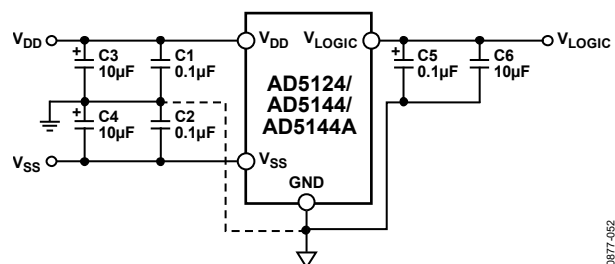 VDD
VDD
VLOGIC
VLOGIC
+ C3 10µF
C1 0.1µF
+ C5 0.1µF
C6 10µF
AD5124/
AD5144/
AD5144A
+ C4 10µF
C2 0.1µF
VSS
VSS
GND